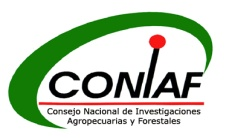 CONIAF
Consejo Nacional de Investigaciones
Agropecuarias y Forestales